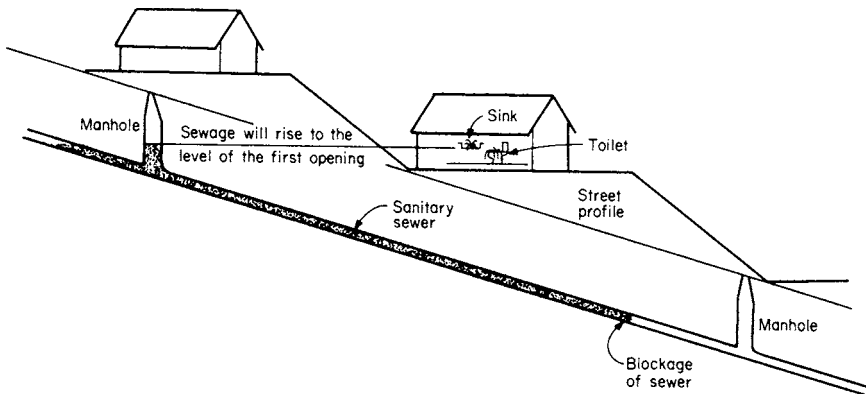 Sink
Manhole
Sewage will rise to the
level of the first opening
Toilet
Street
profile
Sanitary
sewer
Manhole
Blockage
of sewer